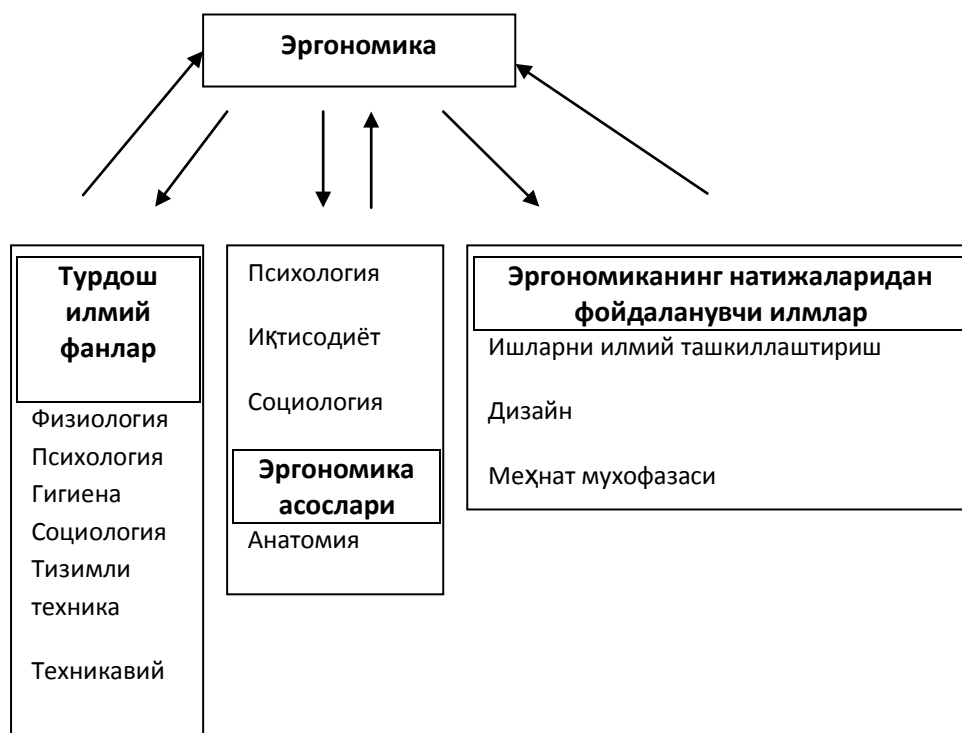 Эргономика
Турдош
илмий
фанлар
Физиология
Психология
Гигиена
Социология
Тизимли
техника
Техникавий
Психология
Иқтисодиёт
Социология
Эргономика
асослари
Анатомия
Эргономиканинг натижаларидан
фойдаланувчи илмлар
Ишларни илмий ташкиллаштириш
Дизайн
Меҳнат мухофазаси